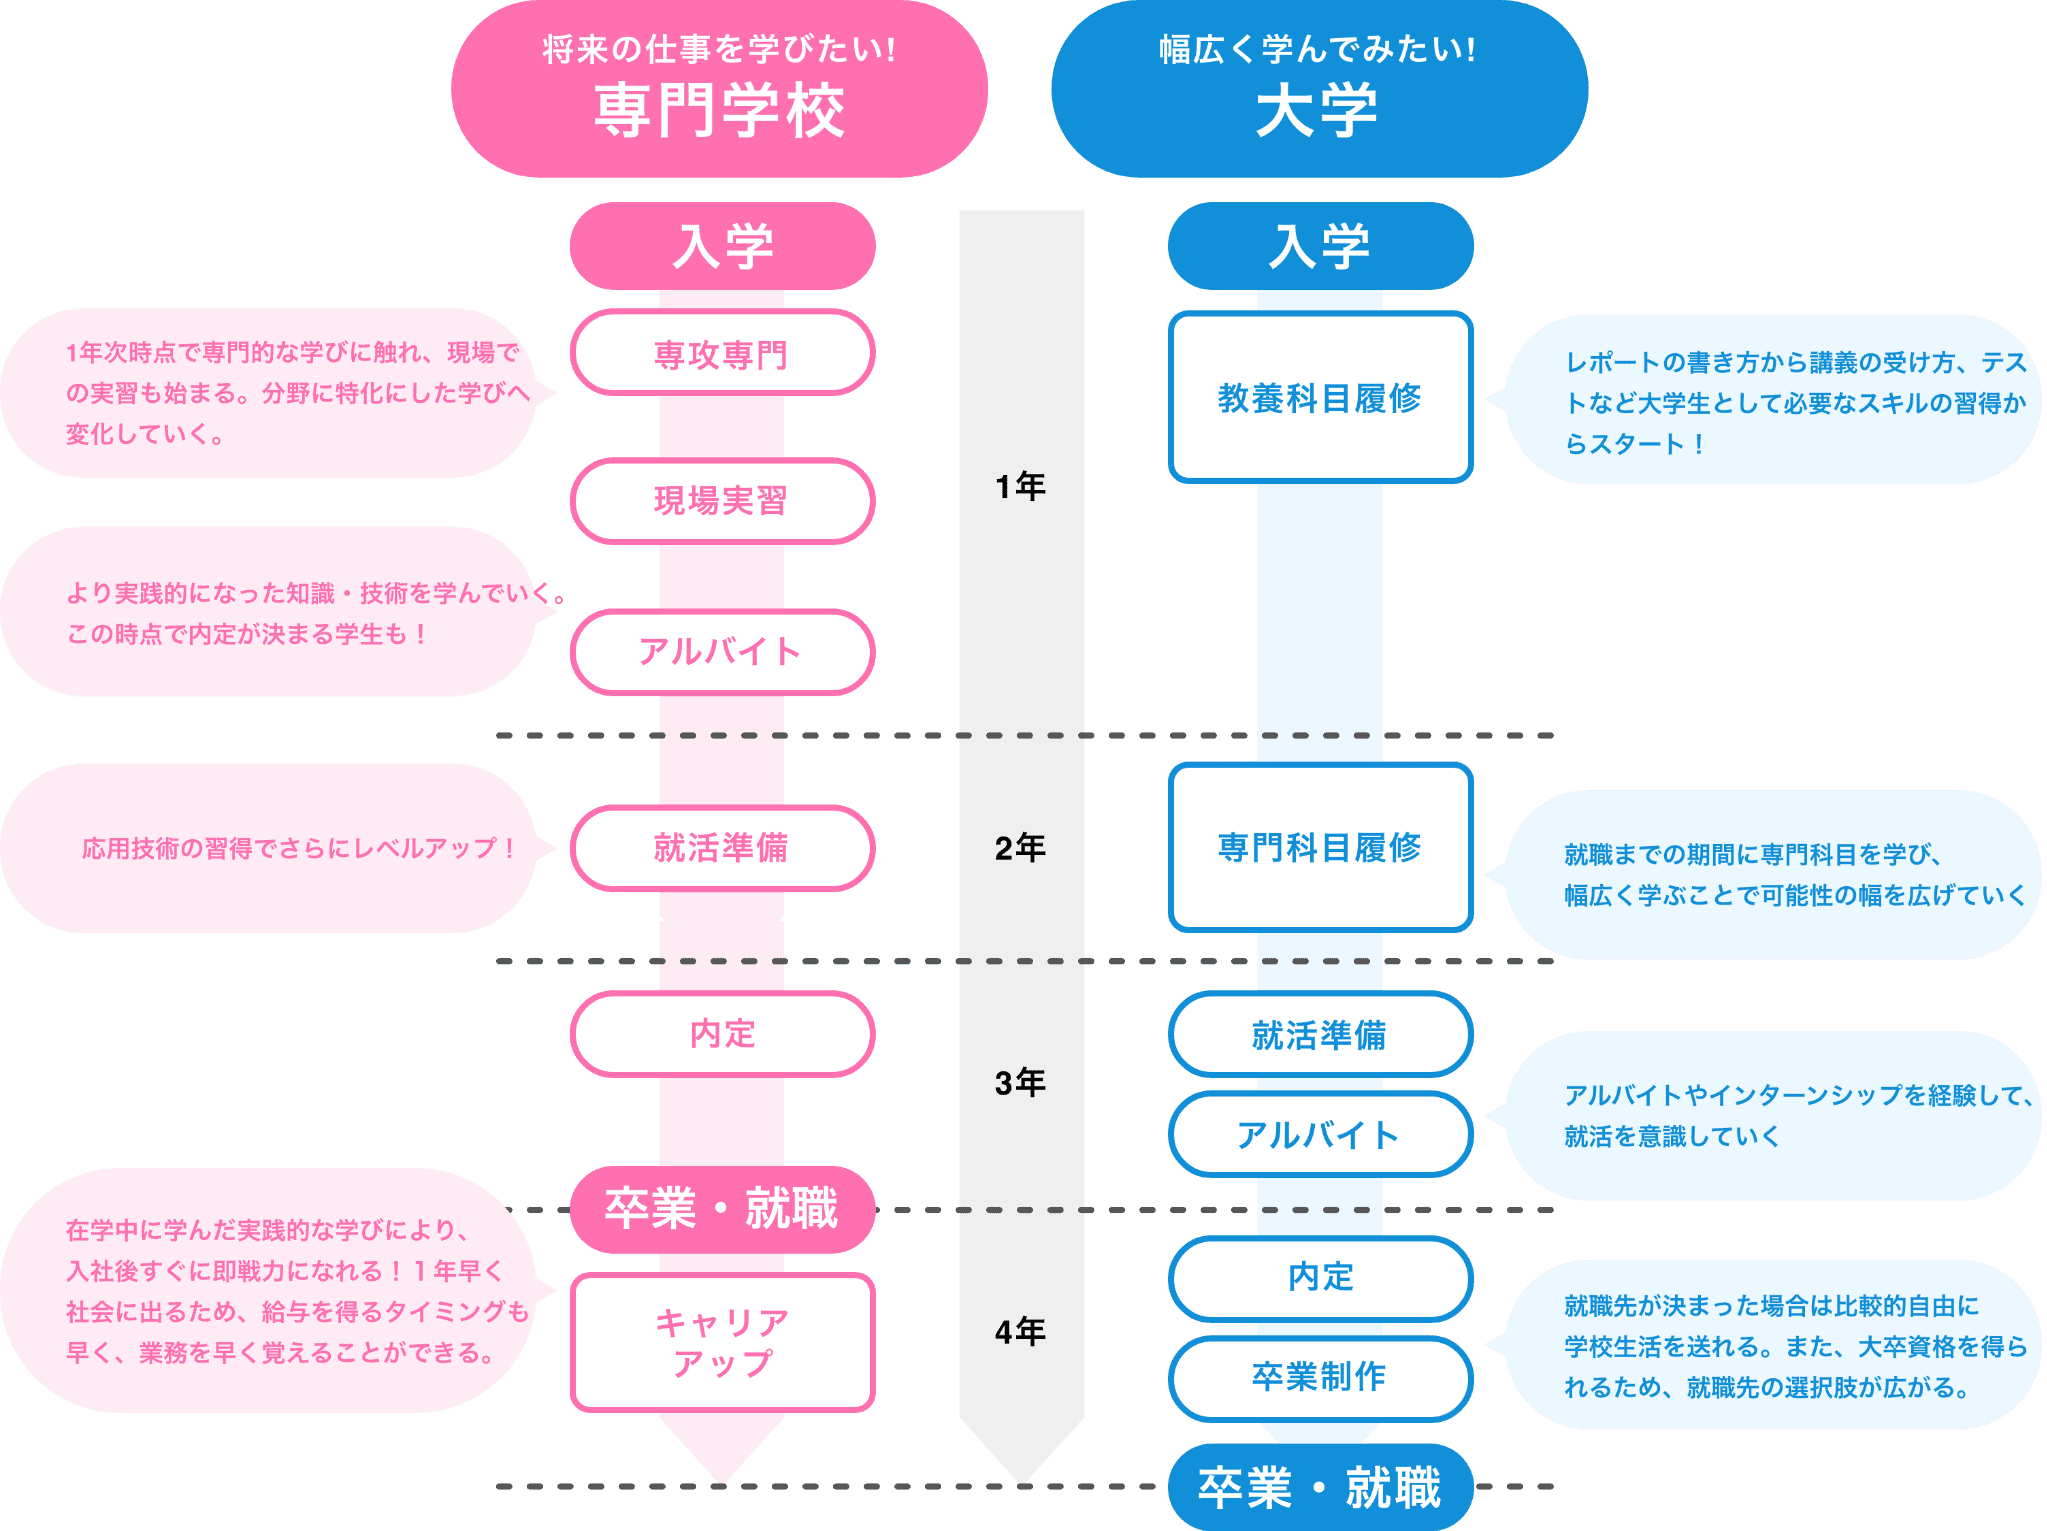 将来の仕事を学びたい!
専門学校
幅広く学んでみたい!
大学
入学
入学
1年次時点で専門的な学びに触れ、現場で
の実習も始まる。分野に特化にした学びへ
変化していく。
専攻専門
現場実習
より実践的になった知識・技術を学んでいく。
この時点で内定が決まる学生も！
アルバイト
1年
教養科目履修
レポートの書き方から講義の受け方、テス
トなど大学生として必要なスキルの習得か
らスタート！
応用技術の習得でさらにレベルアップ！
就活準備
2年
専門科目履修
就職までの期間に専門科目を学び、
幅広く学ぶことで可能性の幅を広げていく
内定
3年
就活準備
アルバイト
アルバイトやインターンシップを経験して、
就活を意識していく
卒業・就職
在学中に学んだ実践的な学びにより、
入社後すぐに即戦力になれる！１年早く
社会に出るため、給与を得るタイミングも
早く、業務を早く覚えることができる。
キャリア
アップ
4年
内定
卒業制作
就職先が決まった場合は比較的自由に
学校生活を送れる。また、大卒資格を得ら
れるため、就職先の選択肢が広がる。
卒業・就職